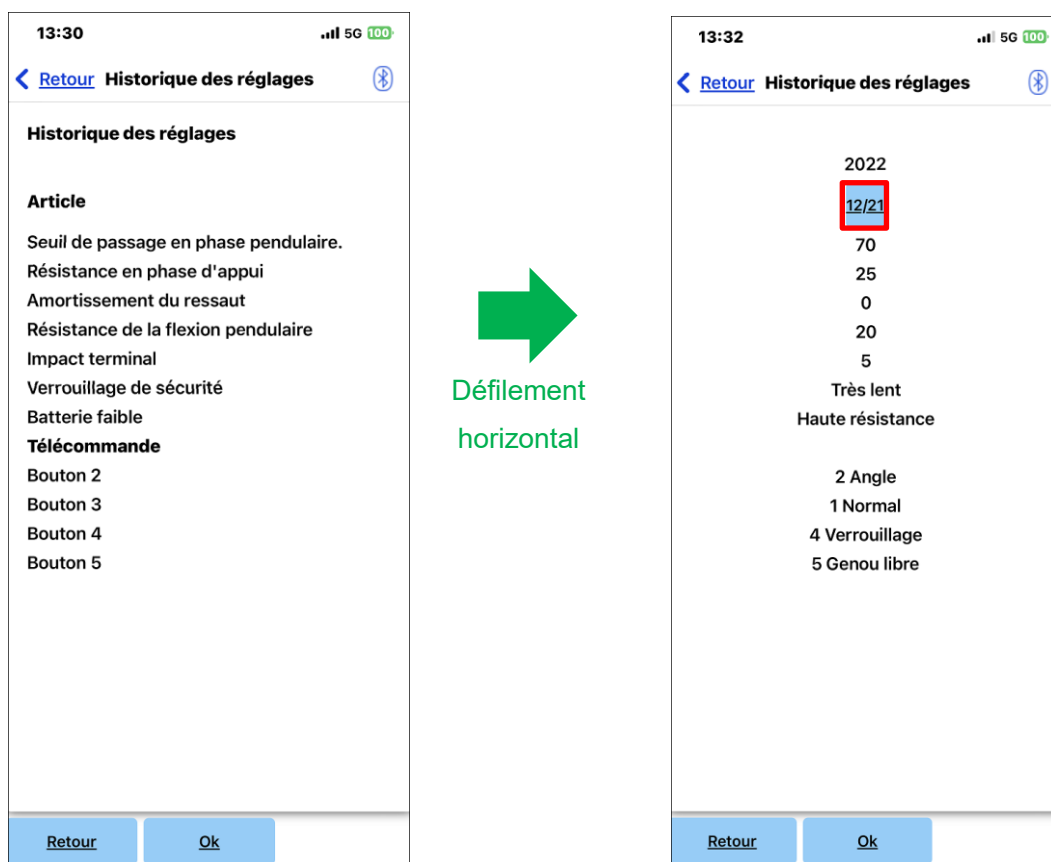 13:30 5G 100
Retour Historique des réglages
Historique des réglages
Article
Seuil de passage en phase pendulaire.
Résistance en phase d'appui
Amortissement du ressaut
Résistance de la flexion pendulaire
Impact terminal
Verrouillage de sécurité
Batterie faible
Télécommande
Bouton 2
Bouton 3
Bouton 4
Bouton 5
Retour Ok
Défilement
horizontal
13:32 5G 100
Retour Historique des réglages
2022
12/21
70
25
0
20
5
Très lent
Haute résistance
2 Angle
1 Normal
4 Verrouillage
5 Genou libre
Retour Ok